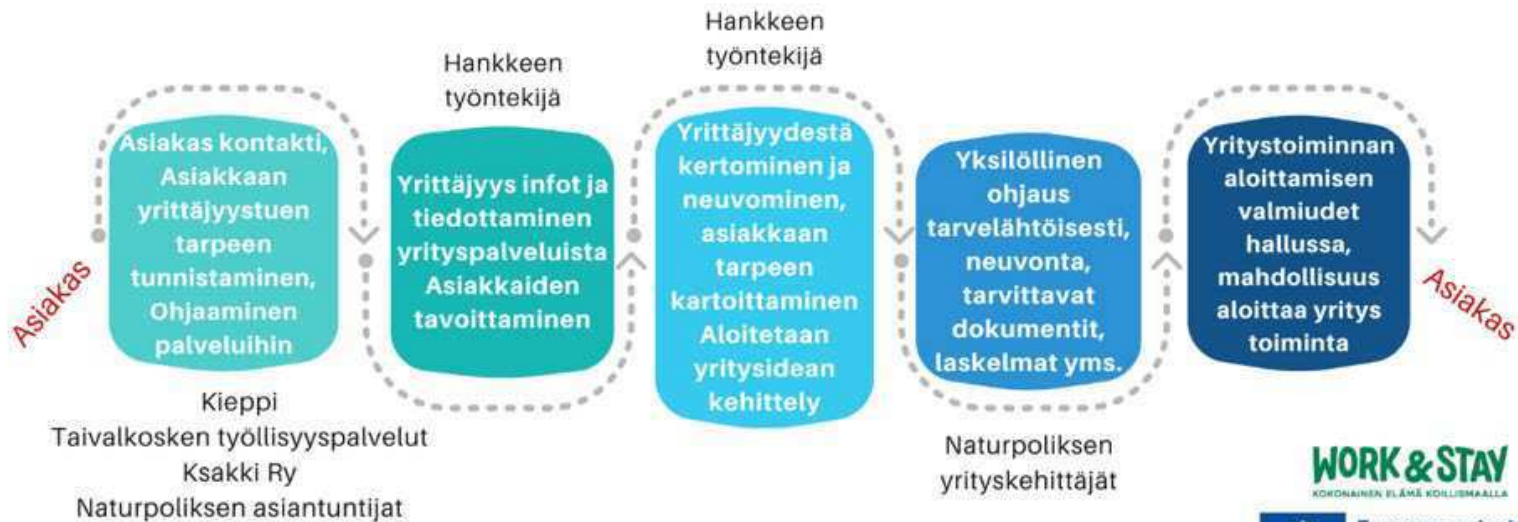 Asiakas
Asiakas kontakti,
Asiakkaan
yrittäjyystuen
tarpeen
tunnistaminen,
Ohjaaminen
palveluihin
Kieppi
Taivalkosken työllisyyspalvelut
Ksakki Ry
Naturpoliksen asiantuntijat
Hankkeen
työntekijä
Yrittäjyys infot ja
tiedottaminen
yrityspalveluista
Asiakkaiden
tavoittaminen
Hankkeen
työntekijä
Yrittäjyydestä
kertominen ja
neuvominen,
asiakkaan
tarpeen
kartoittaminen
Aloitetaan
yritysidean
kehittely
Yksilöllinen
ohjaus
tarvelähtöisesti,
neuvonta,
tarvittavat
dokumentit,
laskelmat yms.
Naturpoliksen
yrityskehittäjät
Yritystoiminnan
aloittamisen
valmiudet
hallussa,
mahdollisuus
aloittaa yritys
toiminta
Asiakas
WORK & STAY
KOKONAINEN ELÄMÄ KOILLISMAALLA